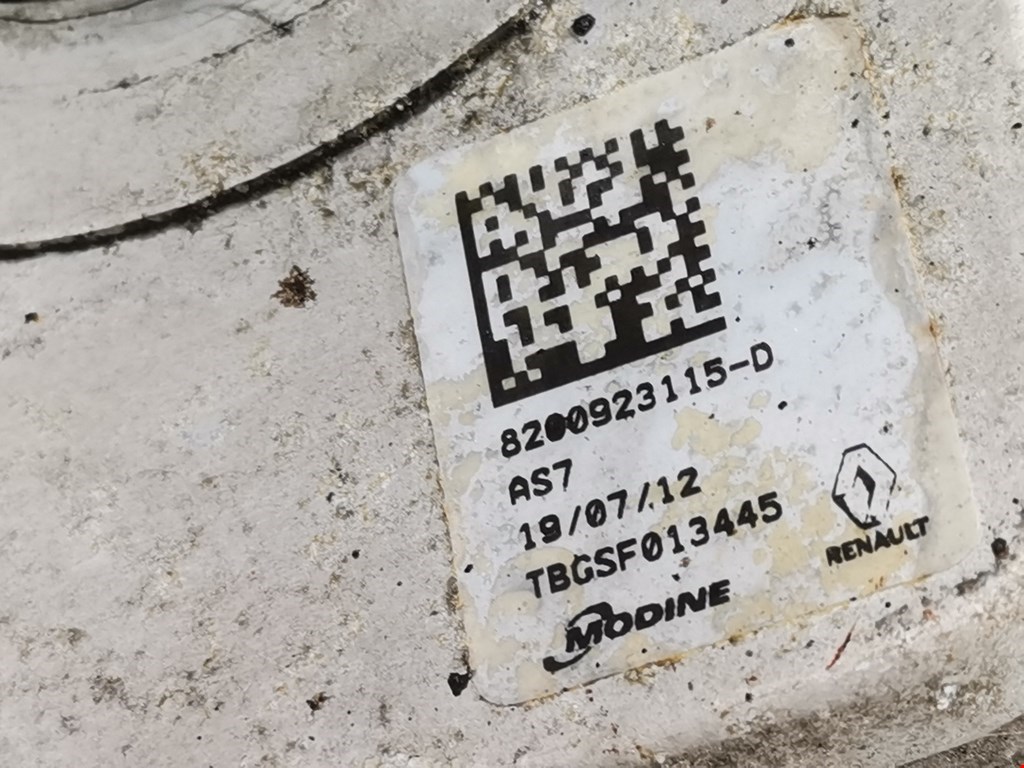 8200923115-D
AS7
19/07/12
TBGSF013445
MODINE
RENAULT